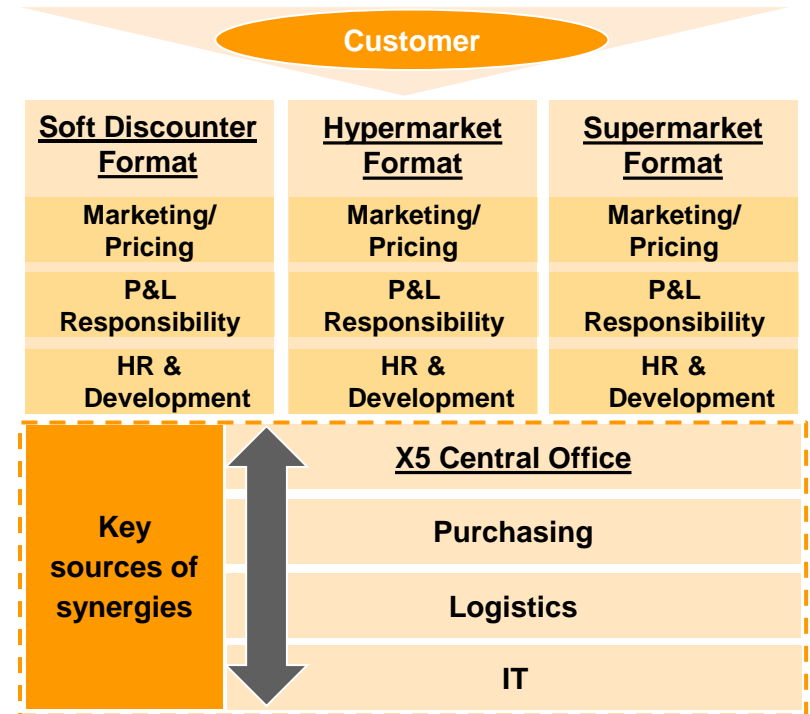 Customer
Soft Discounter
Format
Marketing/
Pricing
P&L
Responsibility
HR &
Development
Hypermarket
Format
Marketing/
Pricing
P&L
Responsibility
HR &
Development
Supermarket
Format
Marketing/
Pricing
P&L
Responsibility
HR &
Development
Key
sources of
synergies
X5 Central Office
Purchasing
Logistics
IT